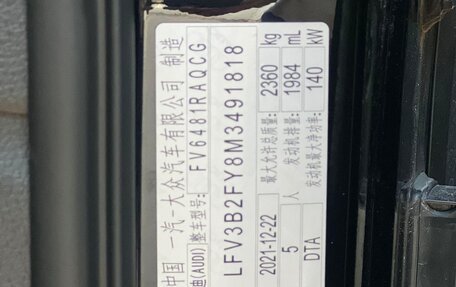 中国 一汽-大众汽车有限公司 制造
迪(AUDI) 整车型号: FV6481RAQCG
LFV3B2FY8M3491818
2021-12-22 最大允许总质量: 2360 kg
5 人 发动机排量: 1984 mL
DTA 发动机最大净功率: 140 kW